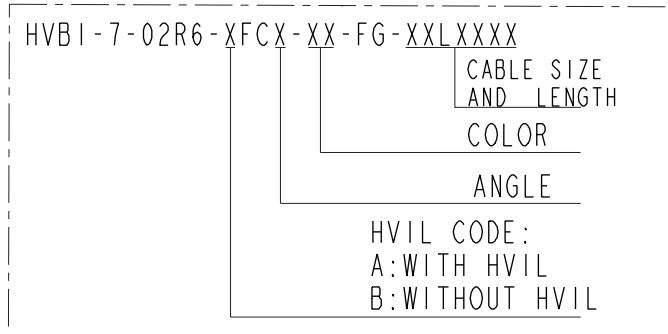 HVBI-7-02R6-XFCX-XX-FG-XXLXXXX
CABLE SIZE
AND LENGTH
COLOR
ANGLE
HVIL CODE:
A:WITH HVIL
B:WITHOUT HVIL